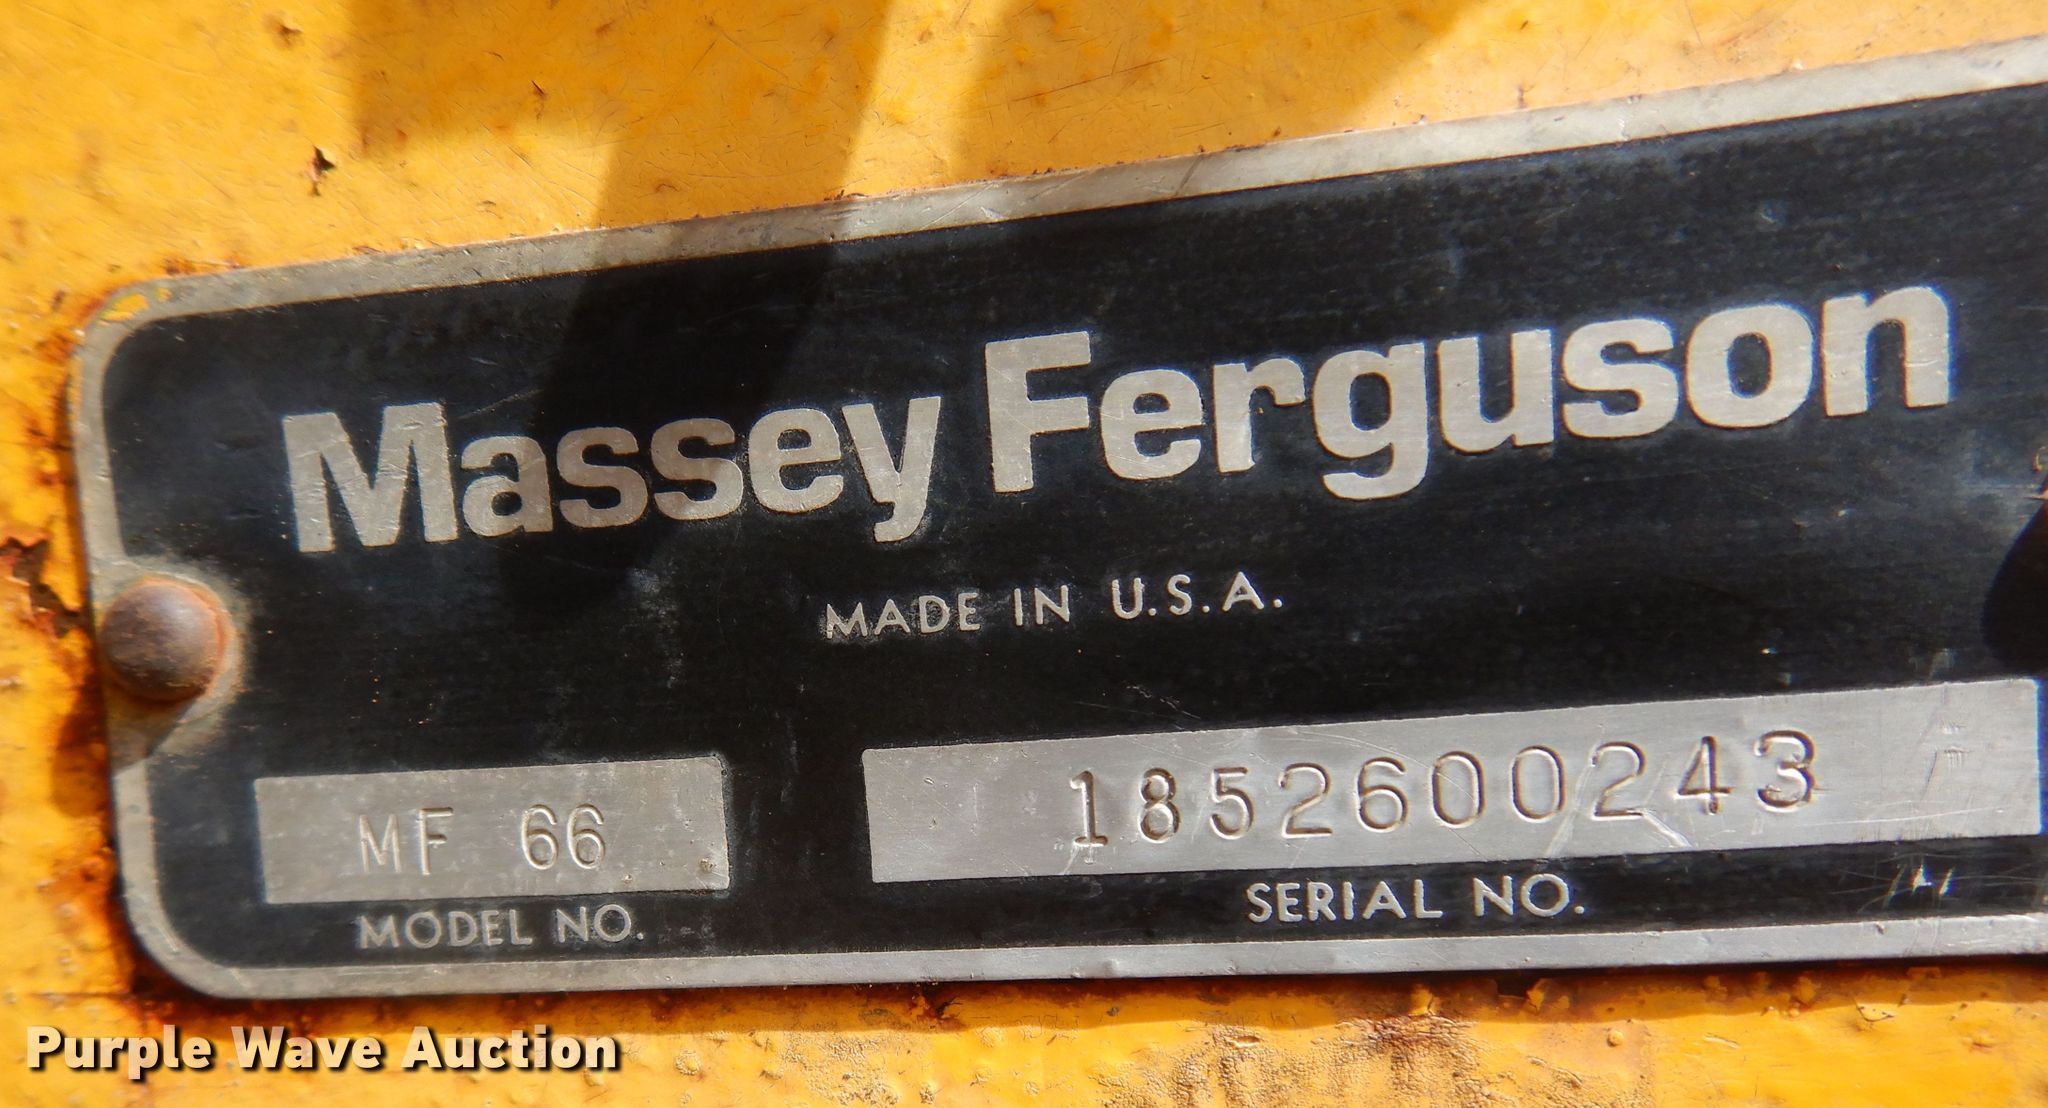 Massey Ferguson
MADE IN U.S.A.
MF 66
MODEL NO.
1852600243
SERIAL NO.
Purple Wave Auction